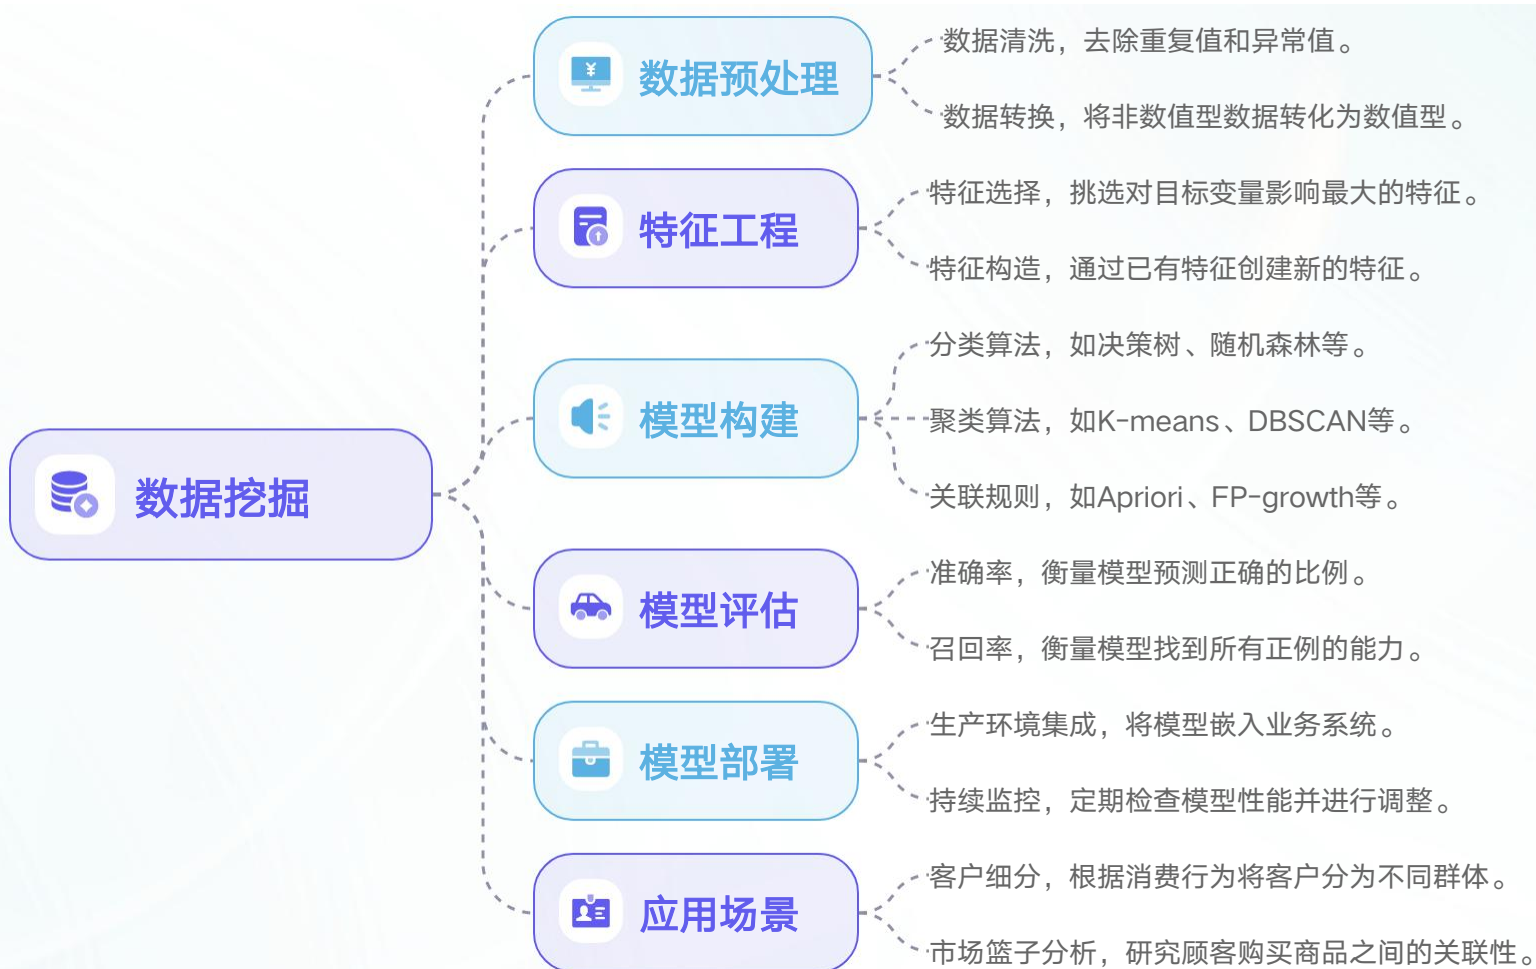 数据挖掘
数据预处理
数据清洗，去除重复值和异常值。
数据转换，将非数值型数据转化为数值型。
特征工程
特征选择，挑选对目标变量影响最大的特征。
特征构造，通过已有特征创建新的特征。
模型构建
分类算法，如决策树、随机森林等。
聚类算法，如K-means、DBSCAN等。
关联规则，如Apriori、FP-growth等。
模型评估
准确率，衡量模型预测正确的比例。
召回率，衡量模型找到所有正例的能力。
模型部署
生产环境集成，将模型嵌入业务系统。
持续监控，定期检查模型性能并进行调整。
应用场景
客户细分，根据消费行为将客户分为不同群体。
市场篮子分析，研究顾客购买商品之间的关联性。